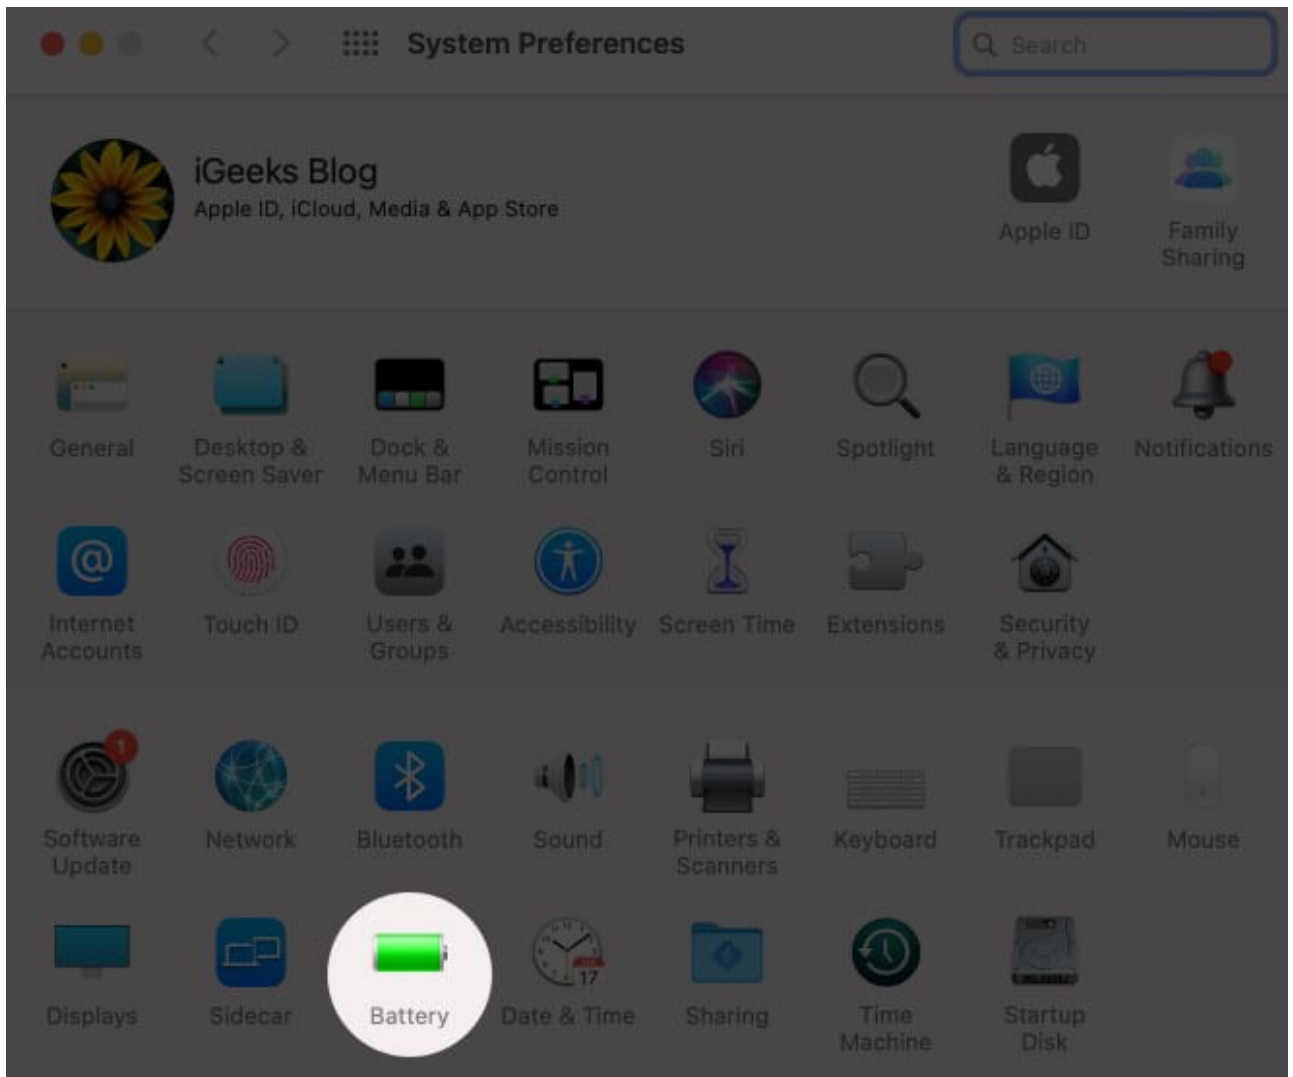 System Preferences
Search
iGeeks Blog
Apple ID, iCloud, Media & App Store
Apple ID
Family
Sharing
General
Desktop &
Screen Saver
Dock &
Menu Bar
Mission
Control
Siri
Spotlight
Language
& Region
Notifications
Internet
Accounts
Touch ID
Users &
Groups
Accessibility
Screen Time
Extensions
Security
& Privacy
1
Software
Update
Network
Bluetooth
Sound
Printers &
Scanners
Keyboard
Trackpad
Mouse
Displays
Sidecar
Battery
17
Date & Time
Sharing
Time
Machine
Startup
Disk